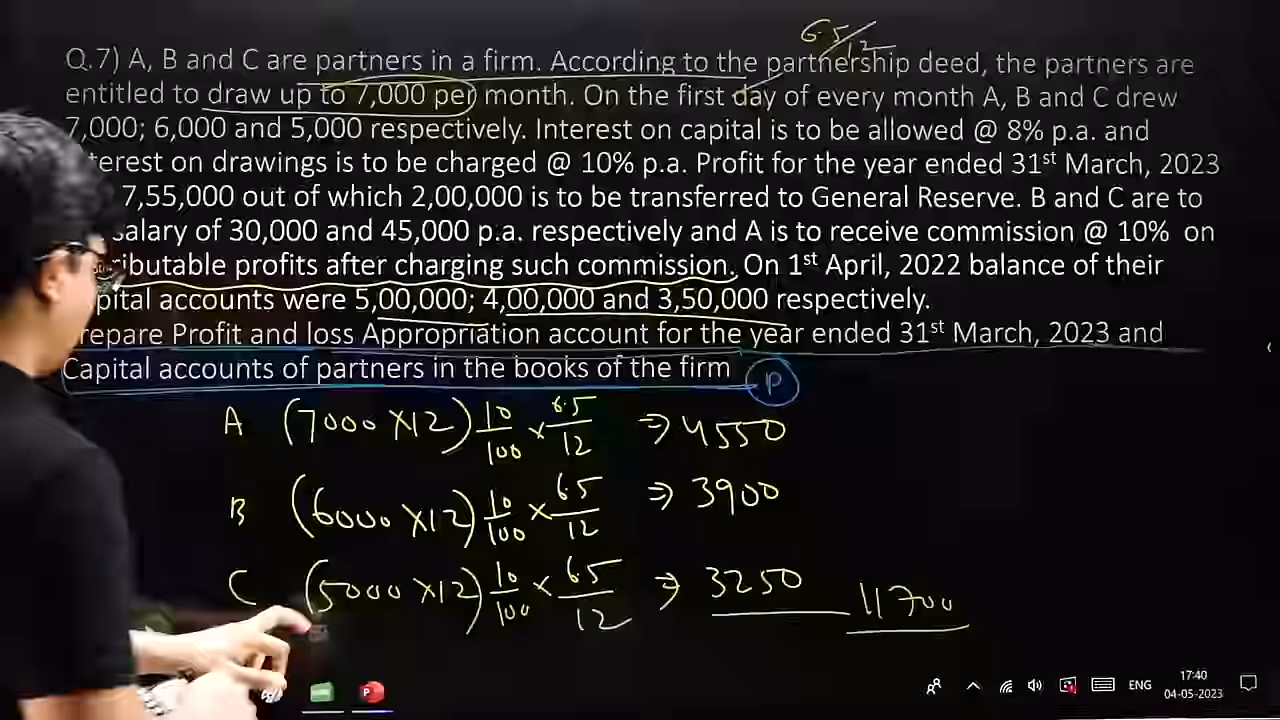 6.5/12
Q.7) A, B and C are partners in a firm. According to the partnership deed, the partners are
entitled to draw up to 7,000 per month. On the first day of every month A, B and C drew
7,000; 6,000 and 5,000 respectively. Interest on capital is to be allowed @ 8% p.a. and
terest on drawings is to be charged @ 10% p.a. Profit for the year ended 31st March, 2023
7,55,000 out of which 2,00,000 is to be transferred to General Reserve. B and C are to
salary of 30,000 and 45,000 p.a. respectively and A is to receive commission @ 10% on
ributable profits after charging such commission. On 1st April, 2022 balance of their
pital accounts were 5,00,000; 4,00,000 and 3,50,000 respectively.
repare Profit and loss Appropriation account for the year ended 31st March, 2023 and
Capital accounts of partners in the books of the firm P
A (7000 X12) 10/100 x 6.5/12 ⇒ 4550
B (6000 X12) 10/100 x 6.5/12 ⇒ 3900
C (5000 X12) 10/100 x 6.5/12 ⇒ 3250 11700
ENG 17:40
04-05-2023